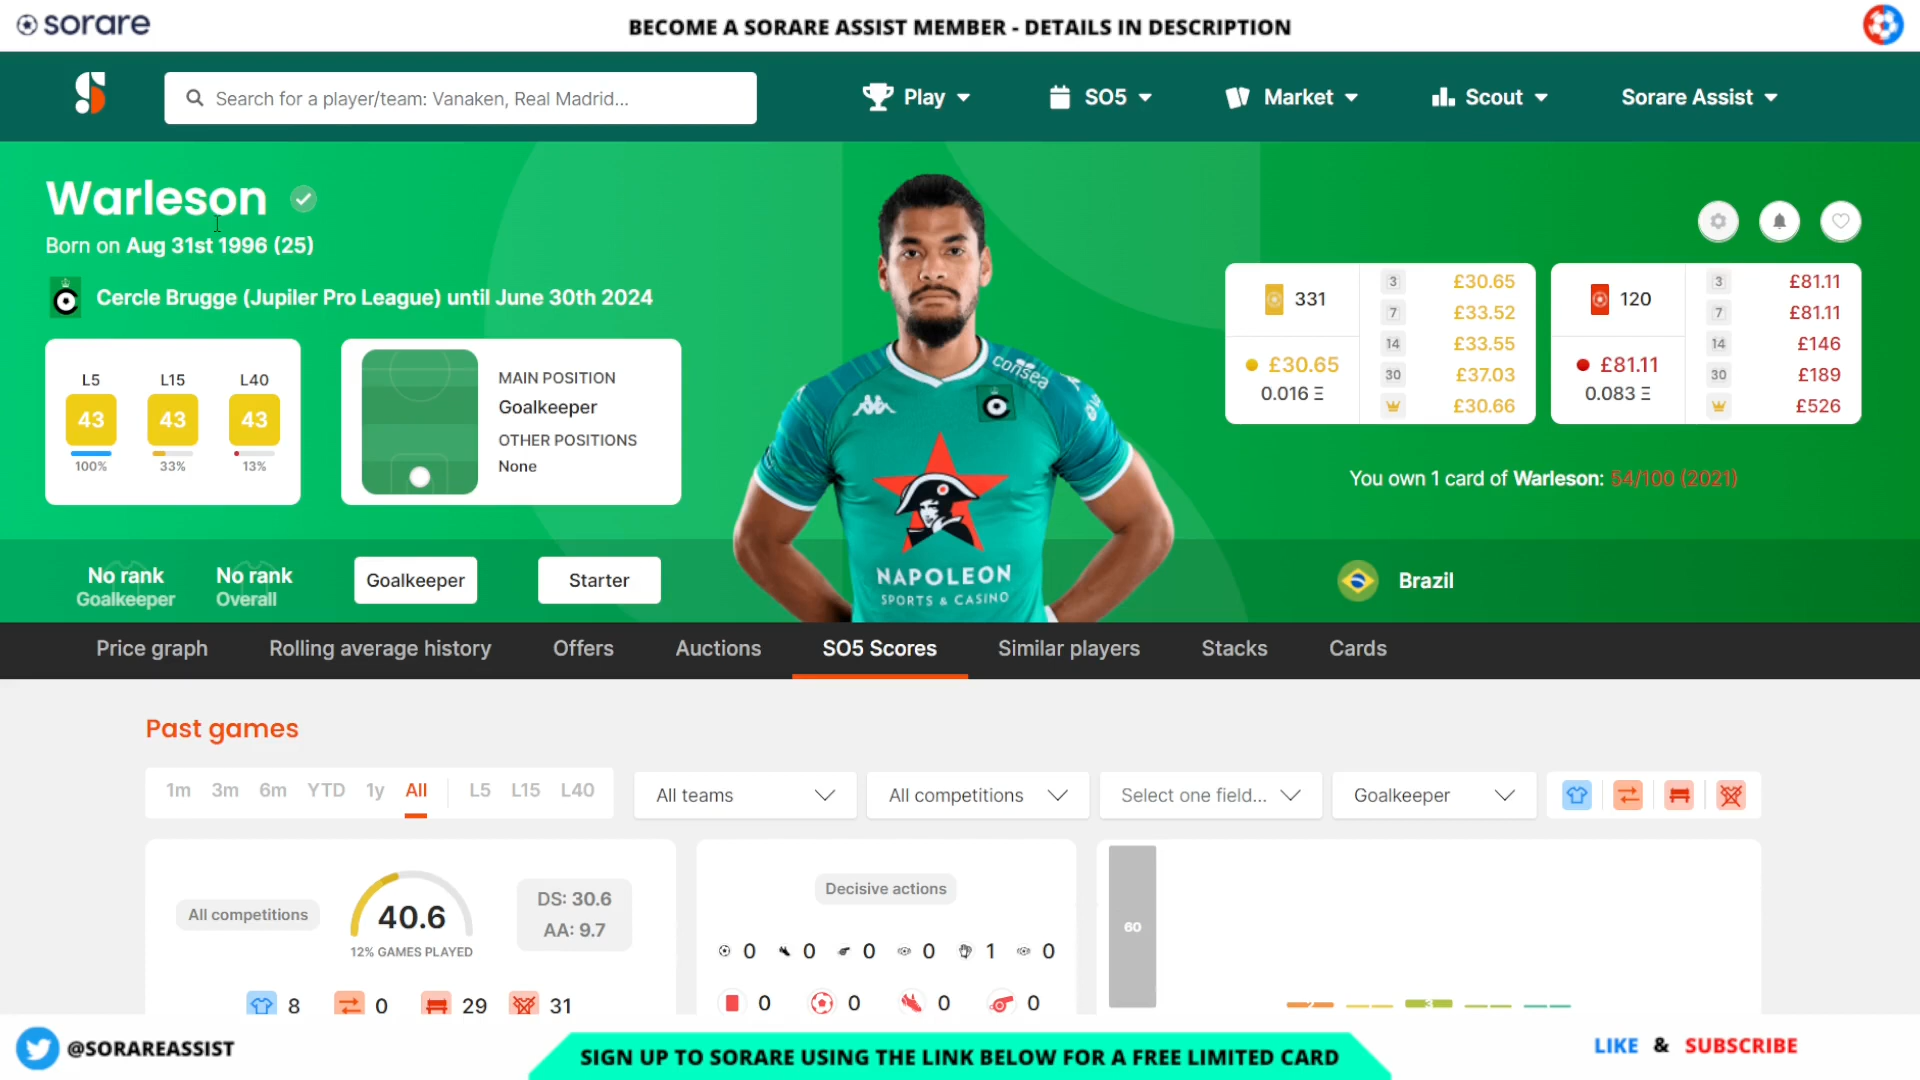 sorare
BECOME A SORARE ASSIST MEMBER - DETAILS IN DESCRIPTION
Search for a player/team: Vanaken, Real Madrid...
Play
SO5
Market
Scout
Sorare Assist
Warleson
Born on Aug 31st 1996 (25)
Cercle Brugge (Jupiler Pro League) until June 30th 2024
L5 L15 L40
43 43 43
100% 33% 13%
MAIN POSITION
Goalkeeper
OTHER POSITIONS
None
consea
NAPOLEON
SPORTS & CASINO
331
£30.65
0.016 Ξ
3 £30.65
7 £33.52
14 £33.55
30 £37.03
£30.66
120
£81.11
0.083 Ξ
3 £81.11
7 £81.11
14 £146
30 £189
£526
You own 1 card of Warleson: 54/100 (2021)
No rank
Goalkeeper
No rank
Overall
Goalkeeper
Starter
Brazil
Price graph
Rolling average history
Offers
Auctions
SO5 Scores
Similar players
Stacks
Cards
Past games
1m 3m 6m YTD 1y All L5 L15 L40
All teams
All competitions
Select one field...
Goalkeeper
All competitions
40.6
12% GAMES PLAYED
DS: 30.6
AA: 9.7
8 0 29 31
Decisive actions
0 0 0 0 1 0
0 0 0 0
60
2
3
@SORAREASSIST
SIGN UP TO SORARE USING THE LINK BELOW FOR A FREE LIMITED CARD
LIKE & SUBSCRIBE